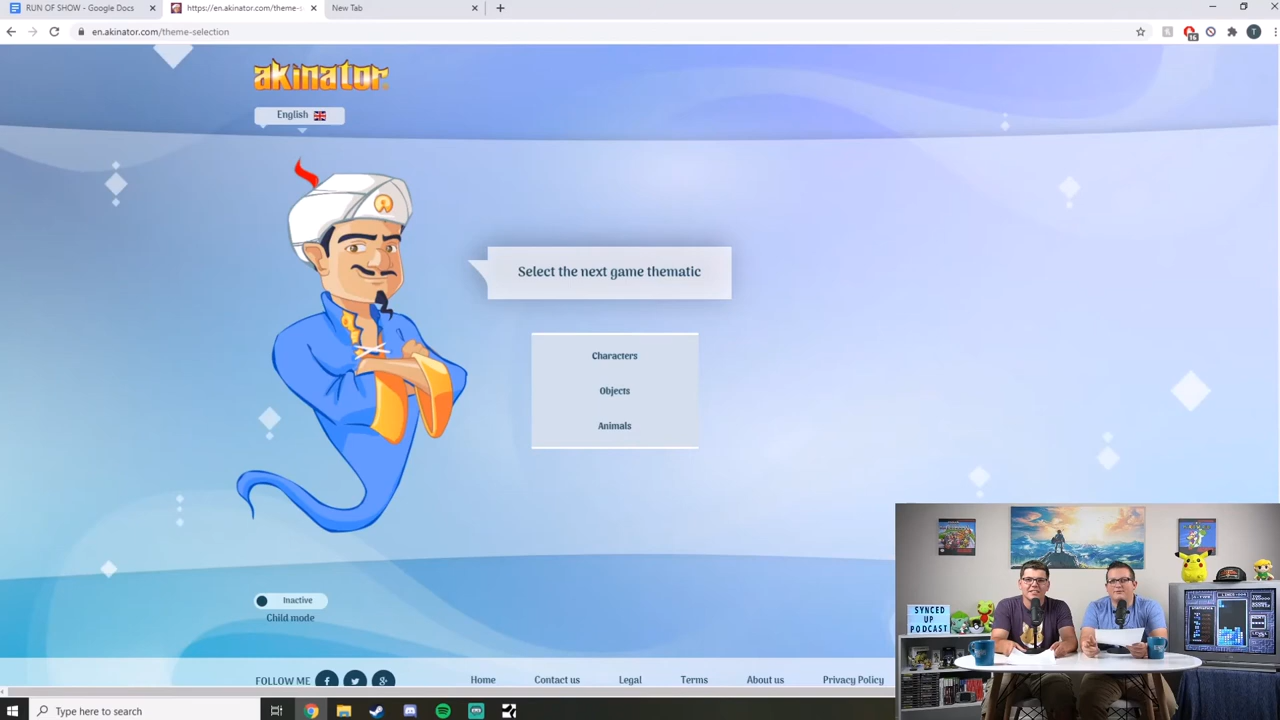 RUN OF SHOW - Google Docs
https://en.akinator.com/theme-s
New Tab
en.akinator.com/theme-selection
16
T
akinator
English
Select the next game thematic
Characters
Objects
Animals
Inactive
Child mode
FOLLOW ME
Home
Contact us
Legal
Terms
About us
Privacy Policy
SYNCED
UP
PODCAST
Type here to search